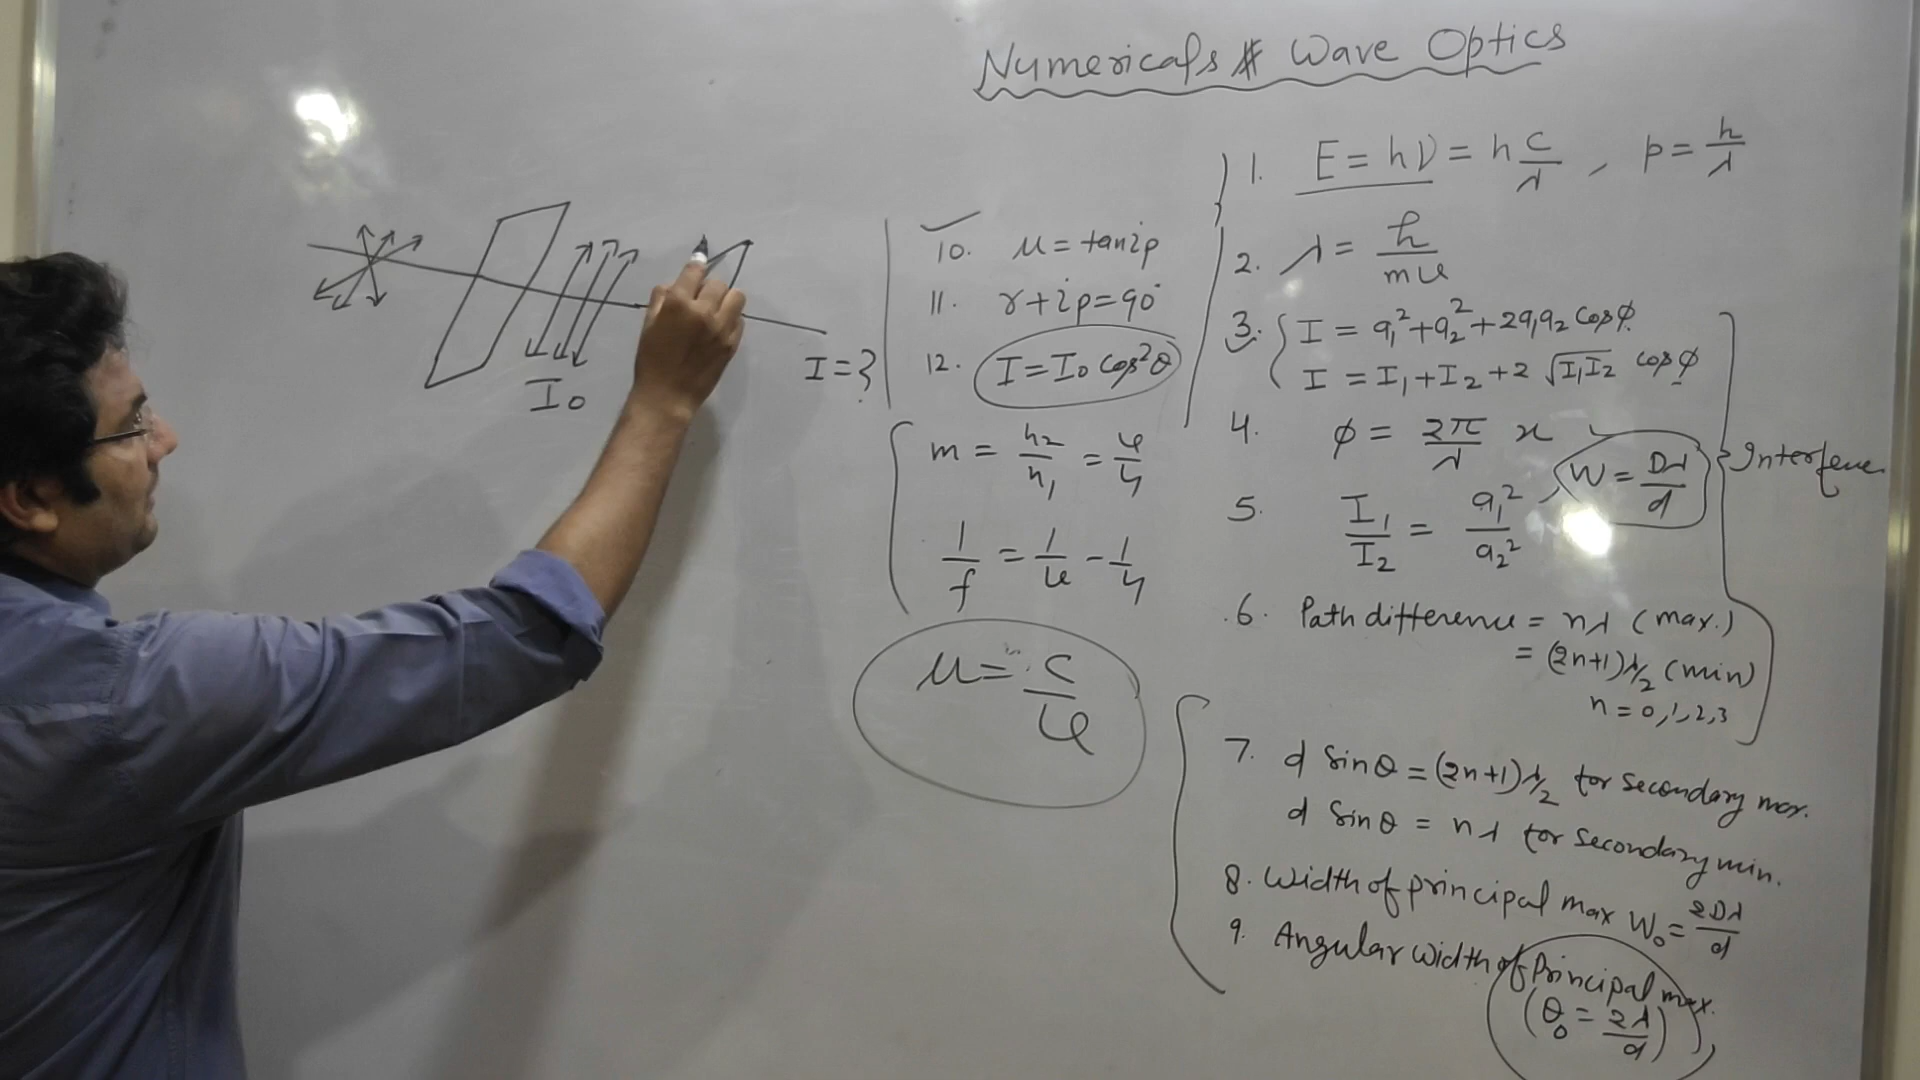 Numericals # Wave Optics
1. E = hν = h c/λ , p = h/λ
2. λ = h/mv
3. I = a₁² + a₂² + 2a₁a₂ cos φ
I = I₁ + I₂ + 2 √I₁I₂ cos φ
4. φ = 2π/λ x
W = Dλ/d
Interference
5. I₁/I₂ = a₁²/a₂²
6. Path difference = nλ (max.)
= (2n+1)λ/2 (min)
n = 0,1,2,3
7. d sin θ = (2n+1)λ/2 for secondary max.
d sin θ = nλ for secondary min.
8. Width of principal max W₀ = 2Dλ/d
9. Angular width of Principal max.
(θ₀ = 2λ/d)
10. μ = tan ip
11. r + ip = 90°
12. I = I₀ cos²θ
m = h₂/h₁ = v/u
1/f = 1/v - 1/u
μ = c/v
I₀
I = ?